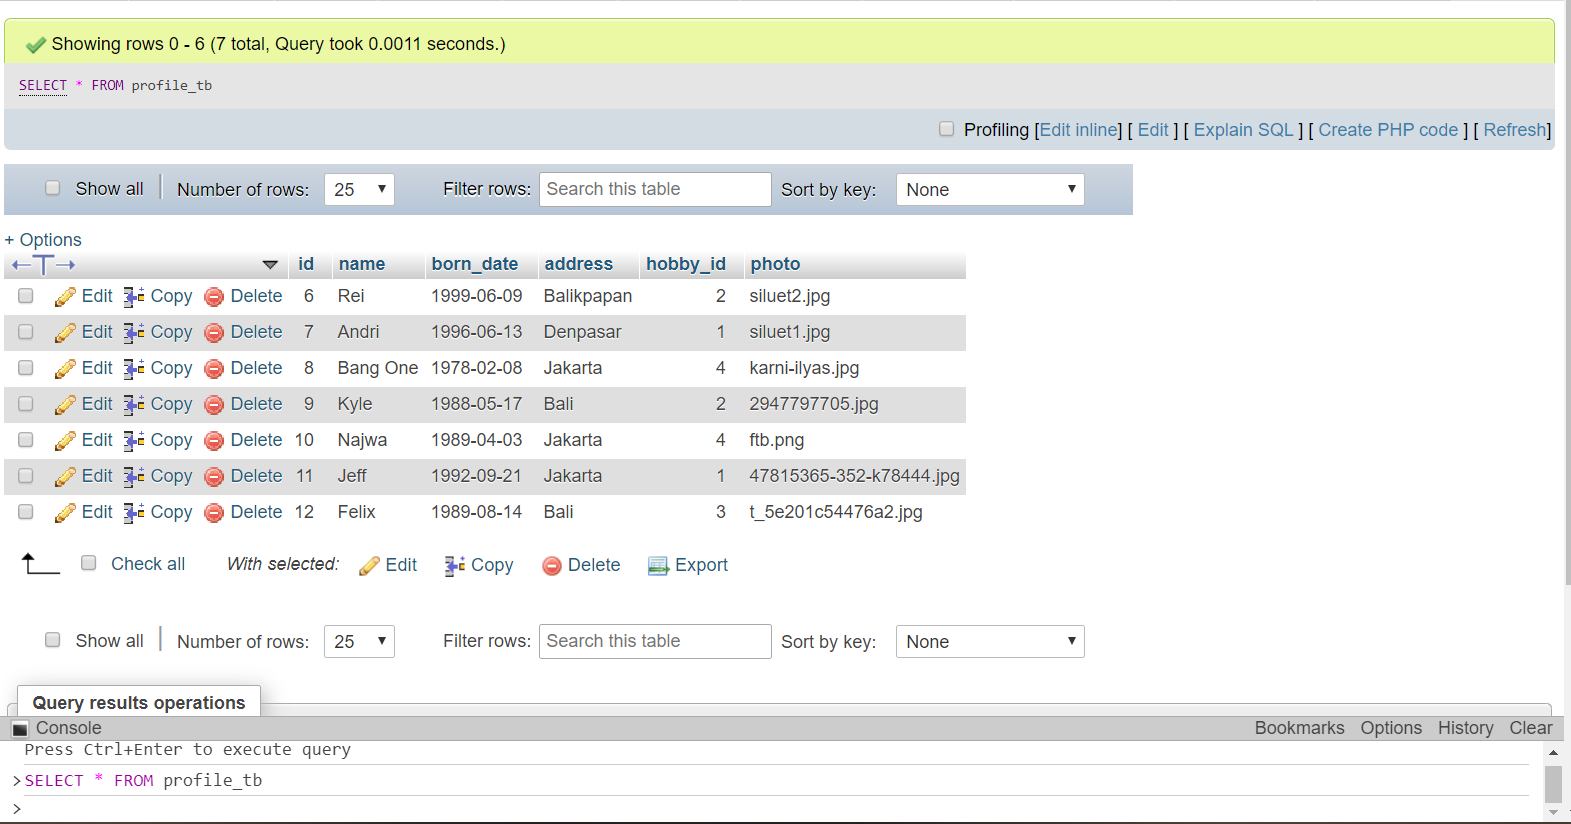 Showing rows 0 - 6 (7 total, Query took 0.0011 seconds.)
SELECT * FROM profile_tb
Profiling [Edit inline] [ Edit ] [ Explain SQL ] [ Create PHP code ] [ Refresh]
Show all Number of rows: 25 Filter rows: Search this table Sort by key: None
+ Options
id name born_date address hobby_id photo
Edit Copy Delete 6 Rei 1999-06-09 Balikpapan 2 siluet2.jpg
Edit Copy Delete 7 Andri 1996-06-13 Denpasar 1 siluet1.jpg
Edit Copy Delete 8 Bang One 1978-02-08 Jakarta 4 karni-ilyas.jpg
Edit Copy Delete 9 Kyle 1988-05-17 Bali 2 2947797705.jpg
Edit Copy Delete 10 Najwa 1989-04-03 Jakarta 4 ftb.png
Edit Copy Delete 11 Jeff 1992-09-21 Jakarta 1 47815365-352-k78444.jpg
Edit Copy Delete 12 Felix 1989-08-14 Bali 3 t_5e201c54476a2.jpg
Check all With selected: Edit Copy Delete Export
Show all Number of rows: 25 Filter rows: Search this table Sort by key: None
Query results operations
Console Bookmarks Options History Clear
Press Ctrl+Enter to execute query
>SELECT * FROM profile_tb
>